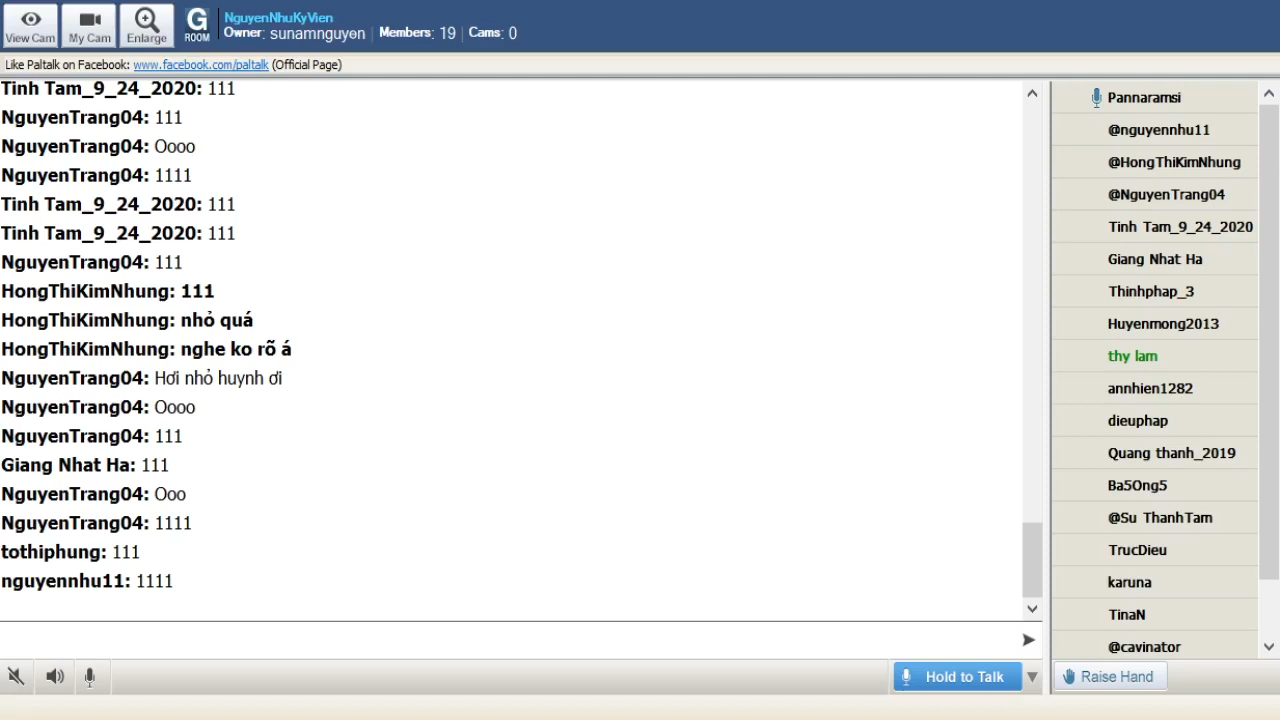 View Cam
My Cam
Enlarge
G
ROOM
NguyenNhuKyVien
Owner: sunamnguyen | Members: 19 | Cams: 0
Like Paltalk on Facebook: www.facebook.com/paltalk (Official Page)
Tinh Tam_9_24_2020: 111
NguyenTrang04: 111
NguyenTrang04: Oooo
NguyenTrang04: 1111
Tinh Tam_9_24_2020: 111
Tinh Tam_9_24_2020: 111
NguyenTrang04: 111
HongThiKimNhung: 111
HongThiKimNhung: nhỏ quá
HongThiKimNhung: nghe ko rõ á
NguyenTrang04: Hơi nhỏ huynh ơi
NguyenTrang04: Oooo
NguyenTrang04: 111
Giang Nhat Ha: 111
NguyenTrang04: Ooo
NguyenTrang04: 1111
tothiphung: 111
nguyennhu11: 1111
Pannaramsi
@nguyennhu11
@HongThiKimNhung
@NguyenTrang04
Tinh Tam_9_24_2020
Giang Nhat Ha
Thinhphap_3
Huyenmong2013
thy lam
annhien1282
dieuphap
Quang thanh_2019
Ba5Ong5
@Su ThanhTam
TrucDieu
karuna
TinaN
@cavinator
Hold to Talk
Raise Hand